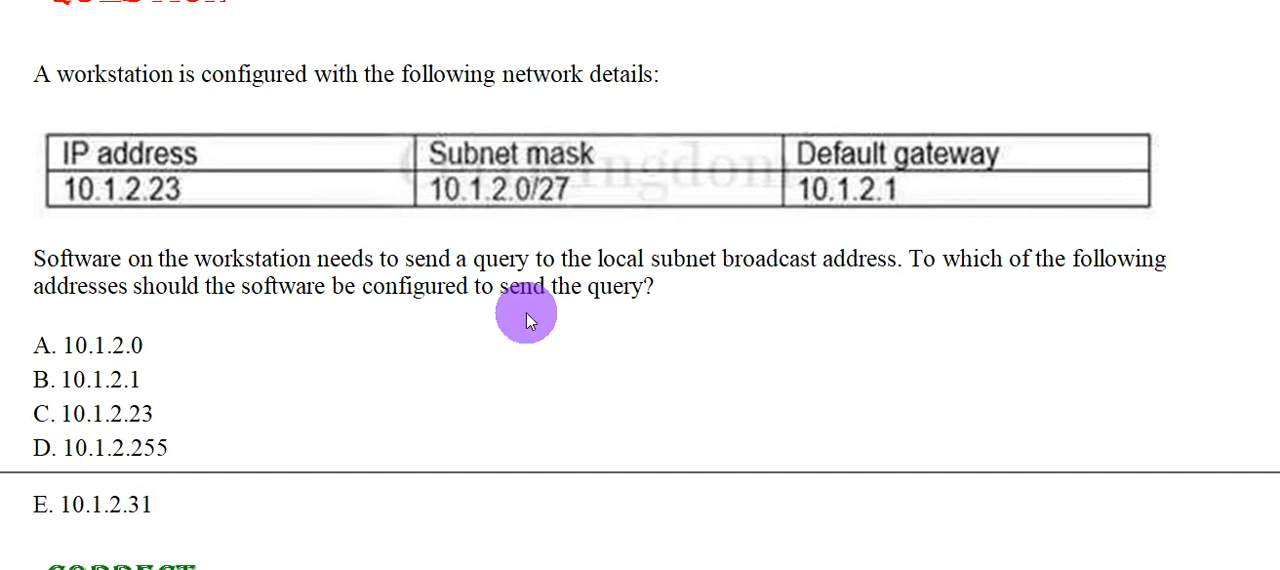 A workstation is configured with the following network details:
IP address Subnet mask Default gateway
10.1.2.23 10.1.2.0/27 10.1.2.1
Software on the workstation needs to send a query to the local subnet broadcast address. To which of the following
addresses should the software be configured to send the query?
A. 10.1.2.0
B. 10.1.2.1
C. 10.1.2.23
D. 10.1.2.255
E. 10.1.2.31